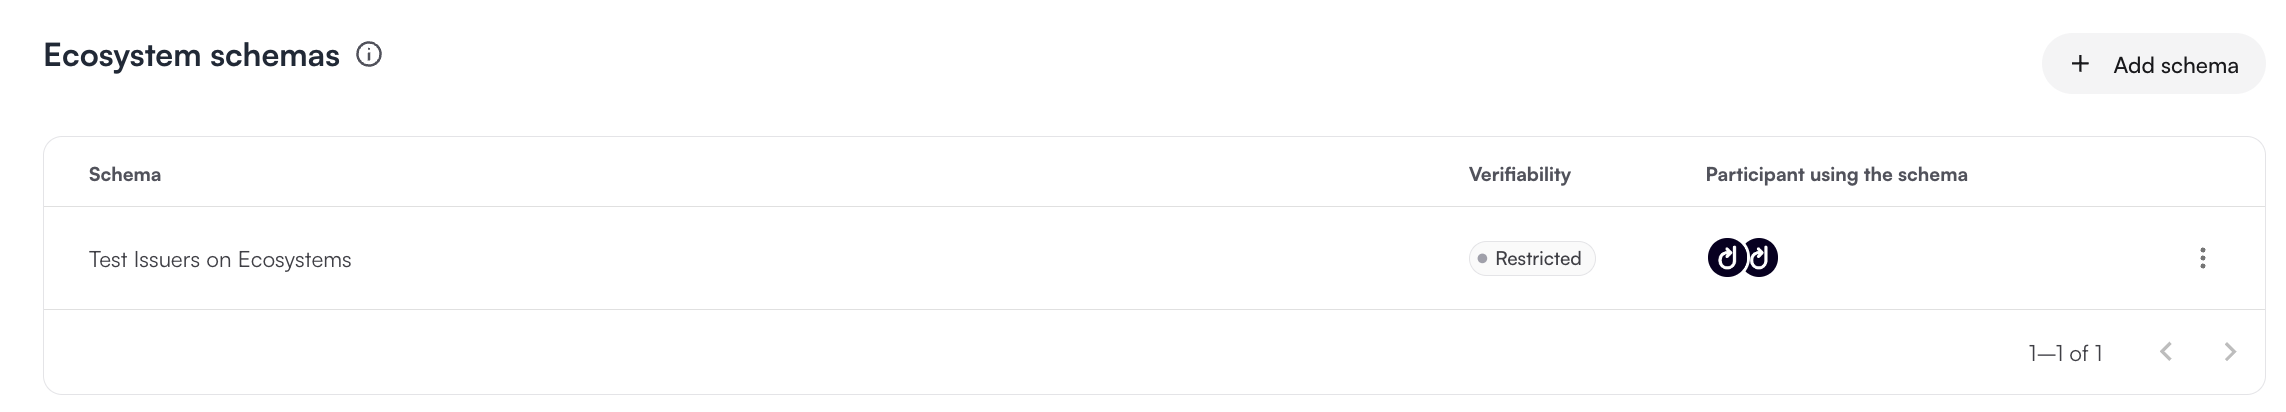 Ecosystem schemas
+ Add schema
Schema Verifiability Participant using the schema
Test Issuers on Ecosystems Restricted
1–1 of 1